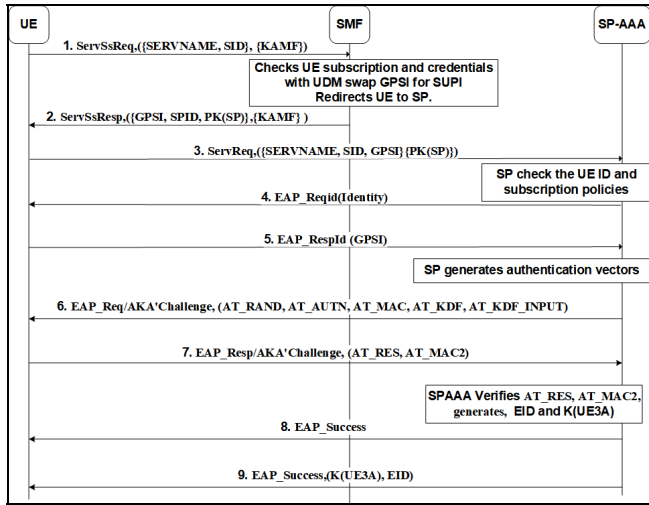 UE
SMF
SP-AAA
1. ServSsReq,({SERVNAME, SID}, {KAMF})
Checks UE subscription and credentials
with UDM swap GPSI for SUPI
Redirects UE to SP.
2. ServSsResp,({GPSI, SPID, PK(SP)},{KAMF} )
3. ServReq,({SERVNAME, SID, GPSI}{PK(SP)})
SP check the UE ID and
subscription policies
4. EAP_Reqid(Identity)
5. EAP_RespId (GPSI)
SP generates authentication vectors
6. EAP_Req/AKA'Challenge, (AT_RAND, AT_AUTN, AT_MAC, AT_KDF, AT_KDF_INPUT)
7. EAP_Resp/AKA'Challenge, (AT_RES, AT_MAC2)
SPAAA Verifies AT_RES, AT_MAC2,
generates, EID and K(UE3A)
8. EAP_Success
9. EAP_Success,(K(UE3A), EID)